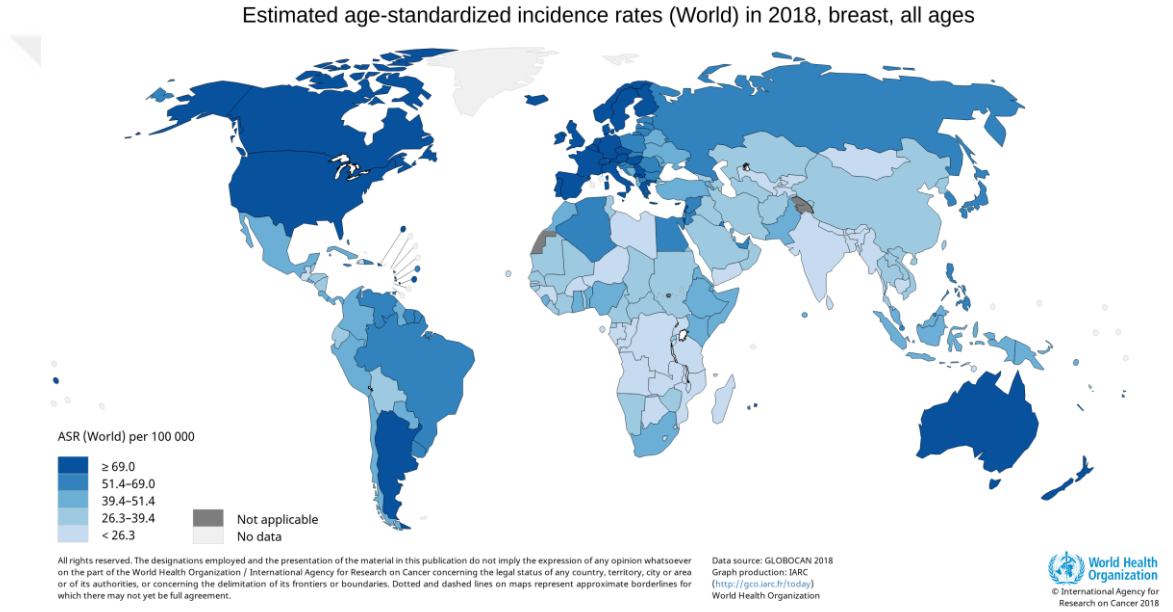 Estimated age-standardized incidence rates (World) in 2018, breast, all ages
ASR (World) per 100 000
≥ 69.0
51.4–69.0
39.4–51.4
26.3–39.4
< 26.3
Not applicable
No data
All rights reserved. The designations employed and the presentation of the material in this publication do not imply the expression of any opinion whatsoever
on the part of the World Health Organization / International Agency for Research on Cancer concerning the legal status of any country, territory, city or area
or of its authorities, or concerning the delimitation of its frontiers or boundaries. Dotted and dashed lines on maps represent approximate borderlines for
which there may not yet be full agreement.
Data source: GLOBOCAN 2018
Graph production: IARC
(http://gco.iarc.fr/today)
World Health Organization
World Health
Organization
© International Agency for
Research on Cancer 2018